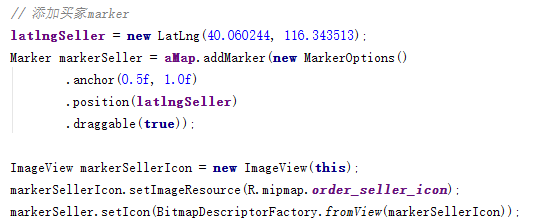 // 添加买家marker
latlngSeller = new LatLng(40.060244, 116.343513);
Marker markerSeller = aMap.addMarker(new MarkerOptions()
.anchor(0.5f, 1.0f)
.position(latlngSeller)
.draggable(true));
ImageView markerSellerIcon = new ImageView(this);
markerSellerIcon.setImageResource(R.mipmap.order_seller_icon);
markerSeller.setIcon(BitmapDescriptorFactory.fromView(markerSellerIcon));